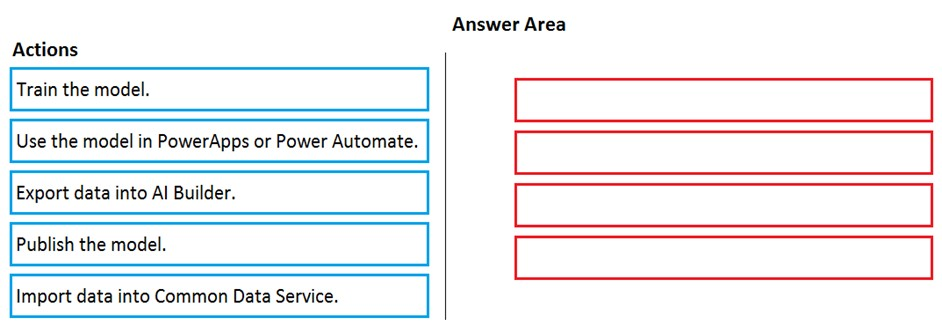 Answer Area
Actions
Train the model.
Use the model in PowerApps or Power Automate.
Export data into AI Builder.
Publish the model.
Import data into Common Data Service.